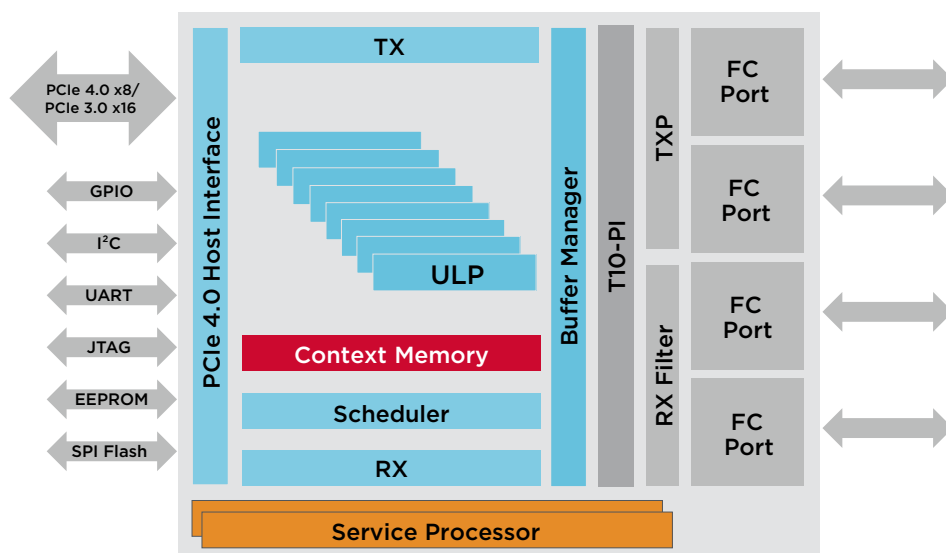 PCIe 4.0 x8/
PCIe 3.0 x16
GPIO
I²C
UART
JTAG
EEPROM
SPI Flash
PCIe 4.0 Host Interface
TX
ULP
Context Memory
Scheduler
RX
Buffer Manager
T10-PI
TXP
RX Filter
FC
Port
FC
Port
FC
Port
FC
Port
Service Processor